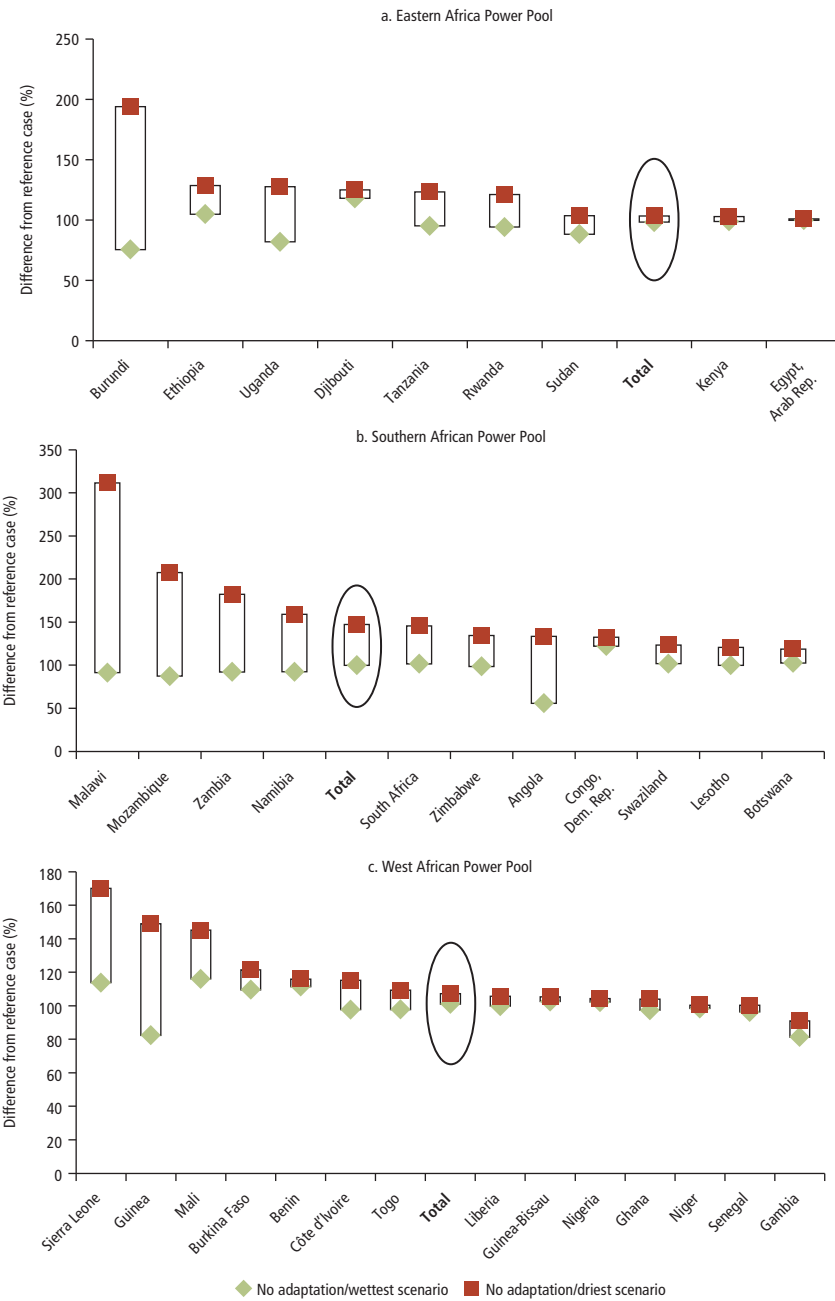 a. Eastern Africa Power Pool
Difference from reference case (%)
250
200
150
100
50
0
Burundi
Ethiopia
Uganda
Djibouti
Tanzania
Rwanda
Sudan
Total
Kenya
Egypt,
Arab Rep.
b. Southern African Power Pool
Difference from reference case (%)
350
300
250
200
150
100
50
0
Malawi
Mozambique
Zambia
Namibia
Total
South Africa
Zimbabwe
Angola
Congo,
Dem. Rep.
Swaziland
Lesotho
Botswana
c. West African Power Pool
Difference from reference case (%)
180
160
140
120
100
80
60
40
20
0
Sierra Leone
Guinea
Mali
Burkina Faso
Benin
Côte d'Ivoire
Togo
Total
Liberia
Guinea-Bissau
Nigeria
Ghana
Niger
Senegal
Gambia
No adaptation/wettest scenario
No adaptation/driest scenario